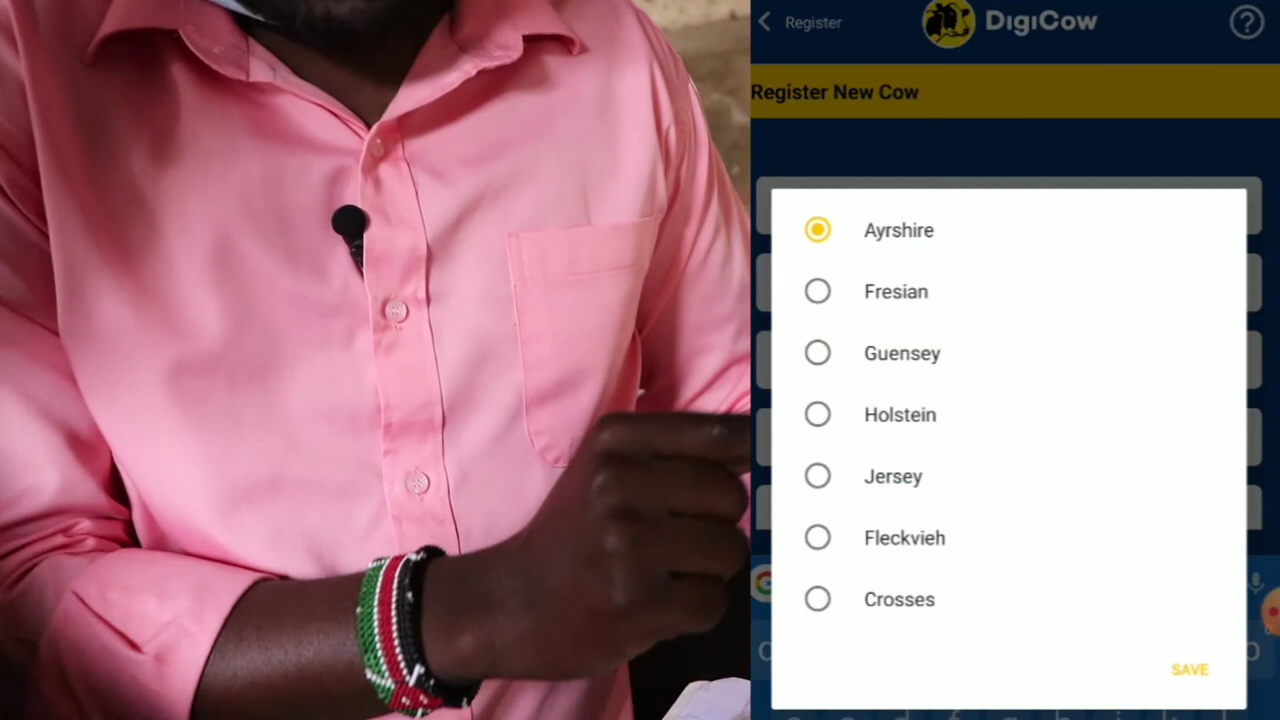 Register
DIGICOW
Register New Cow
Ayrshire
Fresian
Guensey
Holstein
Jersey
Fleckvieh
Crosses
SAVE